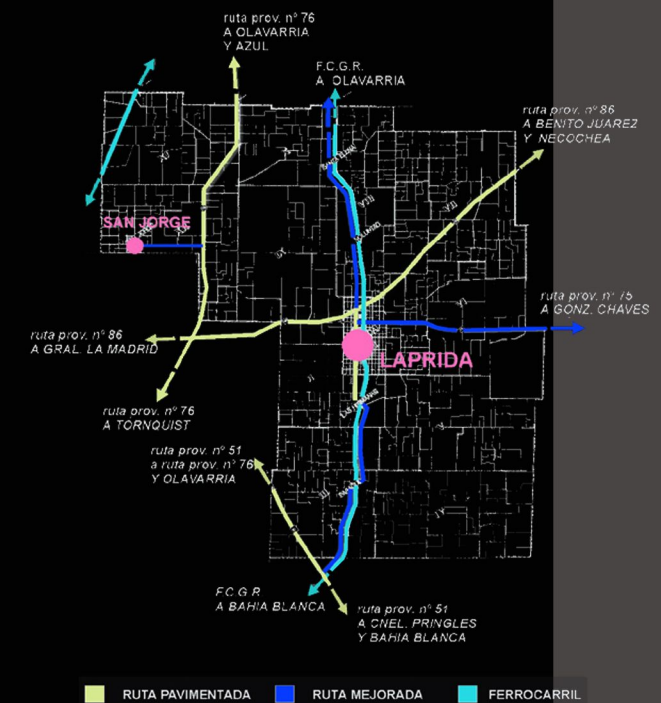 ruta prov. nº 76
A OLAVARRIA
Y AZUL
F.C.G.R.
A OLAVARRIA
ruta prov. nº 86
A BENITO JUAREZ
Y NECOCHEA
SAN JORGE
ruta prov. nº 75
A GONZ. CHAVES
ruta prov. nº 86
A GRAL. LA MADRID
LAPRIDA
ruta prov. nº 76
A TORNQUIST
ruta prov. nº 51
a ruta prov. nº 76
Y OLAVARRIA
F.C.G.R.
A BAHIA BLANCA
ruta prov. nº 51
A CNEL. PRINGLES
Y BAHIA BLANCA
RUTA PAVIMENTADA
RUTA MEJORADA
FERROCARRIL